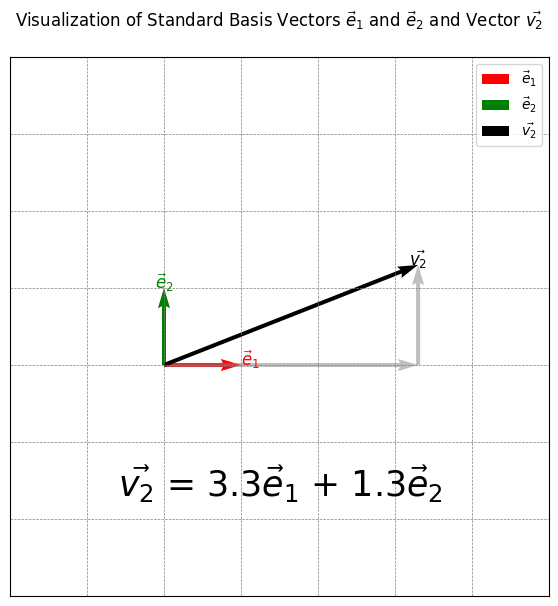 Visualization of Standard Basis Vectors $\vec{e}_1$ and $\vec{e}_2$ and Vector $\vec{v_2}$
$\vec{e}_1$
$\vec{e}_2$
$\vec{v_2}$
$\vec{v_2}$
$\vec{e}_2$
$\vec{e}_1$
$\vec{v_2}$ = 3.3$\vec{e}_1$ + 1.3$\vec{e}_2$